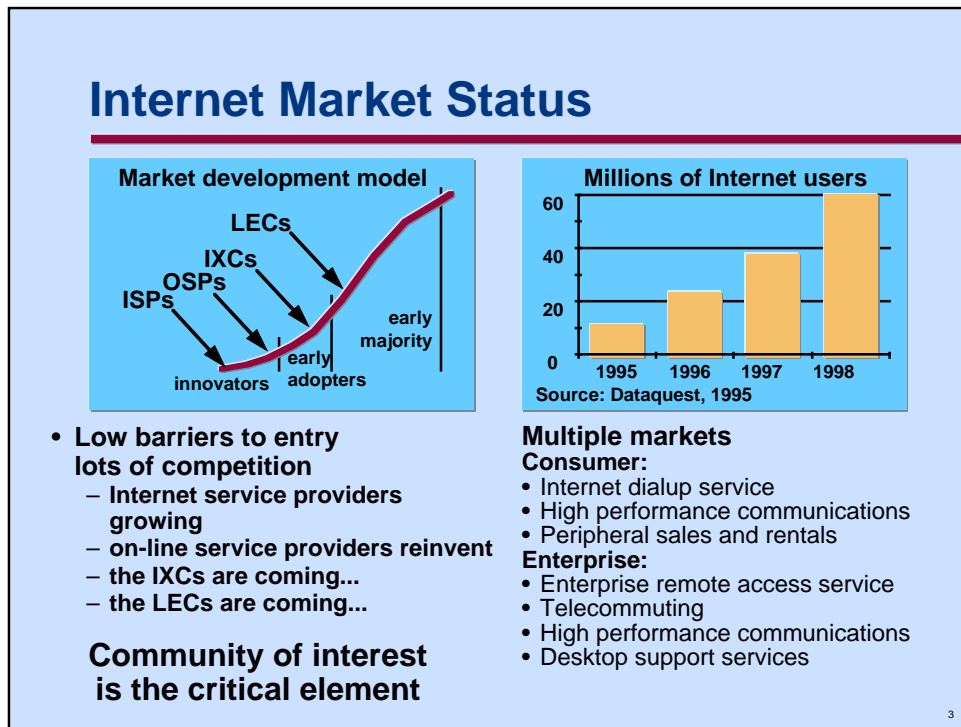 Internet Market Status
Market development model
LECs
IXCs
OSPs
ISPs
early
majority
early
adopters
innovators
Millions of Internet users
60
40
20
0
1995 1996 1997 1998
Source: Dataquest, 1995
• Low barriers to entry
lots of competition
– Internet service providers
growing
– on-line service providers reinvent
– the IXCs are coming...
– the LECs are coming...
Community of interest
is the critical element
Multiple markets
Consumer:
• Internet dialup service
• High performance communications
• Peripheral sales and rentals
Enterprise:
• Enterprise remote access service
• Telecommuting
• High performance communications
• Desktop support services
3